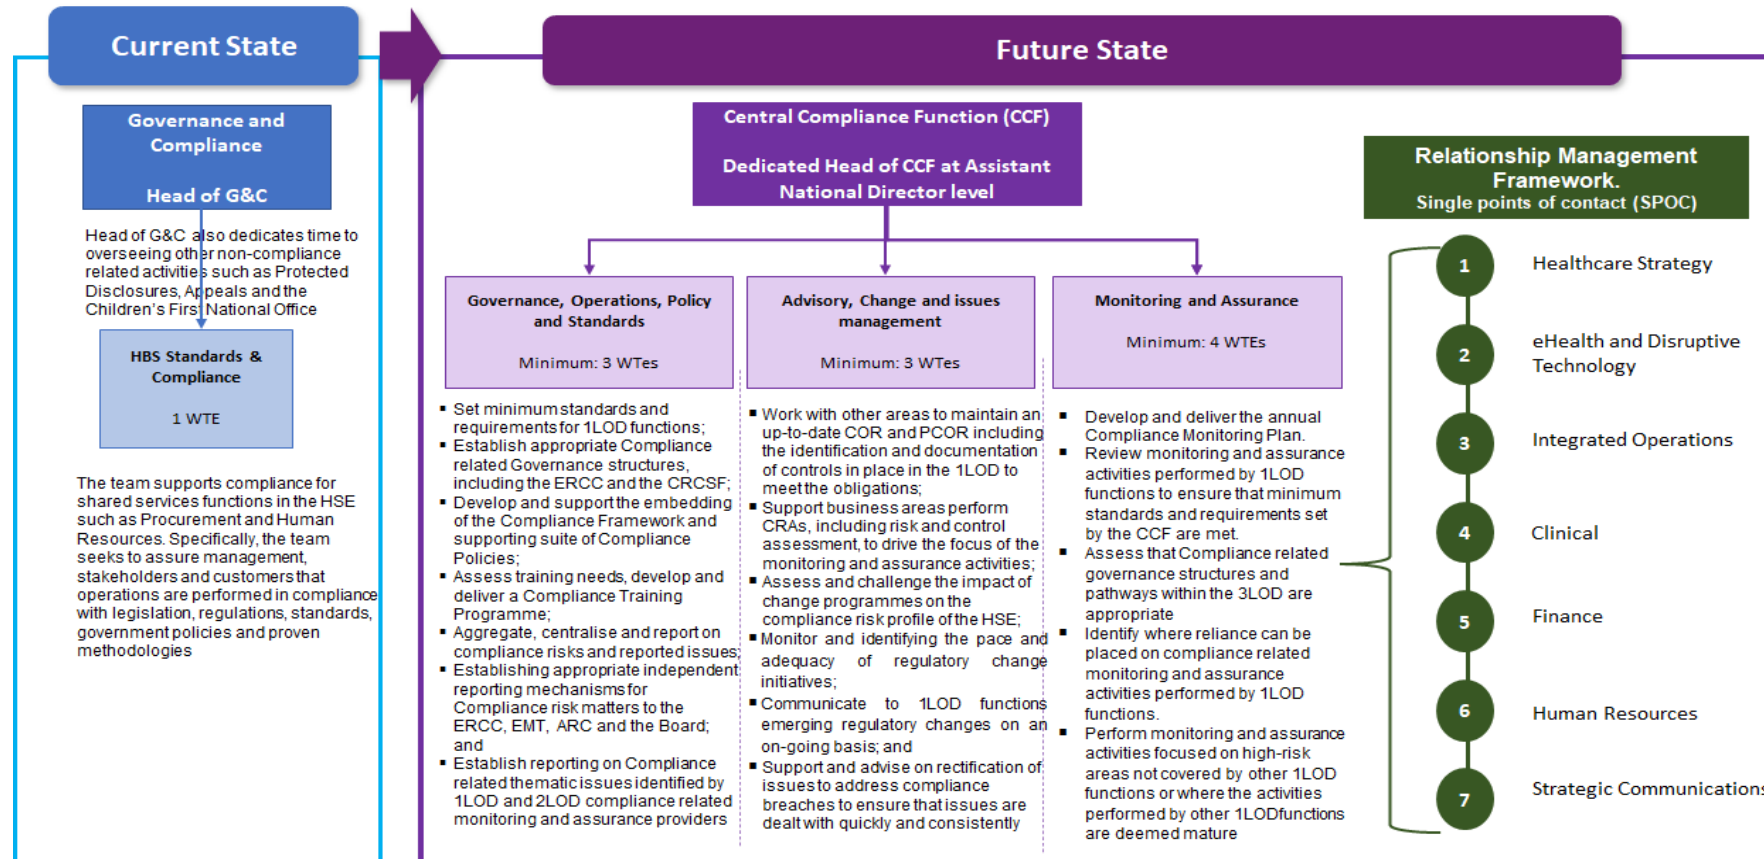 Current State
Future State
Governance and
Compliance
Head of G&C
Head of G&C also dedicates time to
overseeing other non-compliance
related activities such as Protected
Disclosures, Appeals and the
Children's First National Office
HBS Standards &
Compliance
1 WTE
The team supports compliance for
shared services functions in the HSE
such as Procurement and Human
Resources. Specifically, the team
seeks to assure management,
stakeholders and customers that
operations are performed in compliance
with legislation, regulations, standards,
government policies and proven
methodologies
Central Compliance Function (CCF)
Dedicated Head of CCF at Assistant
National Director level
Governance, Operations, Policy
and Standards
Minimum: 3 WTes
▪ Set minimum standards and
requirements for 1LOD functions;
▪ Establish appropriate Compliance
related Governance structures,
including the ERCC and the CRCSF;
▪ Develop and support the embedding
of the Compliance Framework and
supporting suite of Compliance
Policies;
▪ Assess training needs, develop and
deliver a Compliance Training
Programme;
▪ Aggregate, centralise and report on
compliance risks and reported issues;
▪ Establishing appropriate independent
reporting mechanisms for
Compliance risk matters to the
ERCC, EMT, ARC and the Board;
and
▪ Establish reporting on Compliance
related thematic issues identified by
1LOD and 2LOD compliance related
monitoring and assurance providers
Advisory, Change and issues
management
Minimum: 3 WTes
▪ Work with other areas to maintain an
up-to-date COR and PCOR including
the identification and documentation
of controls in place in the 1LOD to
meet the obligations;
▪ Support business areas perform
CRAs, including risk and control
assessment, to drive the focus of the
monitoring and assurance activities;
▪ Assess and challenge the impact of
change programmes on the
compliance risk profile of the HSE;
▪ Monitor and identifying the pace and
adequacy of regulatory change
initiatives;
▪ Communicate to 1LOD functions
emerging regulatory changes on an
on-going basis; and
▪ Support and advise on rectification of
issues to address compliance
breaches to ensure that issues are
dealt with quickly and consistently
Monitoring and Assurance
Minimum: 4 WTEs
▪ Develop and deliver the annual
Compliance Monitoring Plan.
▪ Review monitoring and assurance
activities performed by 1LOD
functions to ensure that minimum
standards and requirements set
by the CCF are met.
▪ Assess that Compliance related
governance structures and
pathways within the 3LOD are
appropriate
▪ Identify where reliance can be
placed on compliance related
monitoring and assurance
activities performed by 1LOD
functions.
▪ Perform monitoring and assurance
activities focused on high-risk
areas not covered by other 1LOD
functions or where the activities
performed by other 1LOD functions
are deemed mature
Relationship Management
Framework.
Single points of contact (SPOC)
1 Healthcare Strategy
2 eHealth and Disruptive
Technology
3 Integrated Operations
4 Clinical
5 Finance
6 Human Resources
7 Strategic Communications